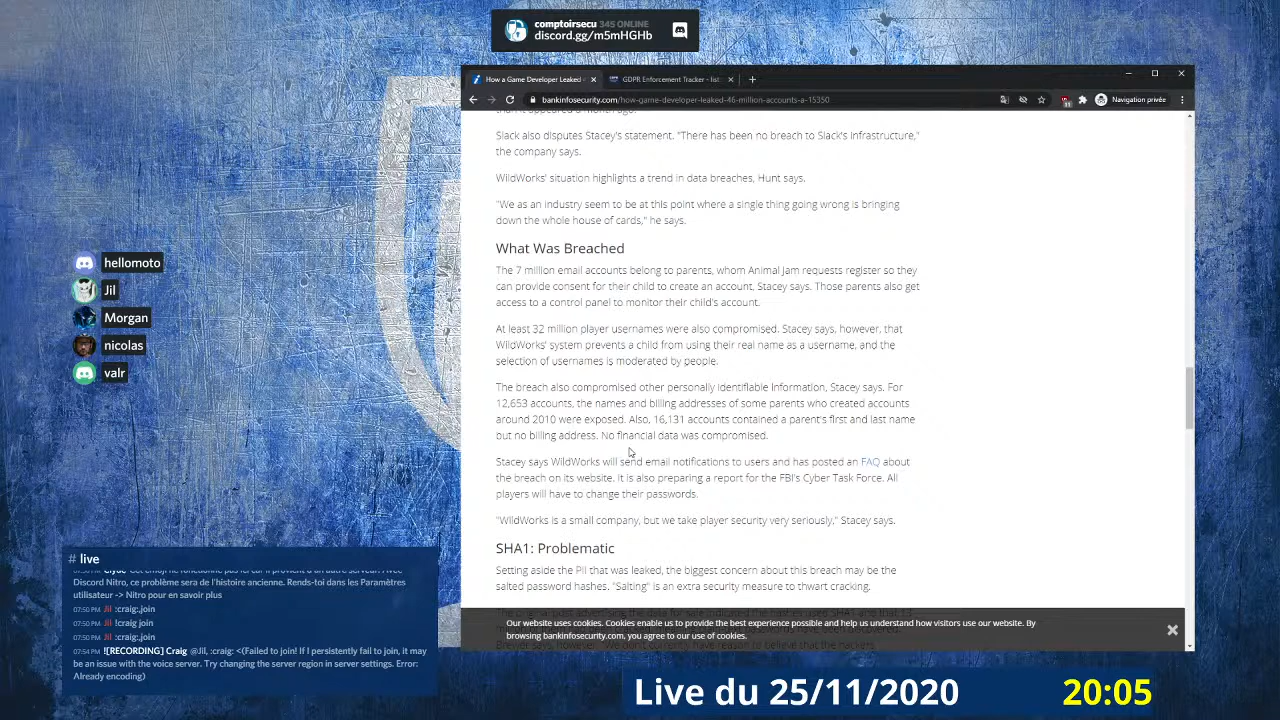 comptoirsecu 345 ONLINE
discord.gg/m5mHGHb
How a Game Developer Leaked
GDPR Enforcement Tracker - list
bankinfosecurity.com/how-game-developer-leaked-46-million-accounts-a-15350
11
Navigation privée
Slack also disputes Stacey's statement. "There has been no breach to Slack's infrastructure,"
the company says.
WildWorks' situation highlights a trend in data breaches, Hunt says.
"We as an industry seem to be at this point where a single thing going wrong is bringing
down the whole house of cards," he says.
What Was Breached
The 7 million email accounts belong to parents, whom Animal Jam requests register so they
can provide consent for their child to create an account, Stacey says. Those parents also get
access to a control panel to monitor their child's account.
At least 32 million player usernames were also compromised. Stacey says, however, that
WildWorks' system prevents a child from using their real name as a username, and the
selection of usernames is moderated by people.
The breach also compromised other personally identifiable information, Stacey says. For
12,653 accounts, the names and billing addresses of some parents who created accounts
around 2010 were exposed. Also, 16,131 accounts contained a parent's first and last name
but no billing address. No financial data was compromised.
Stacey says WildWorks will send email notifications to users and has posted an FAQ about
the breach on its website. It is also preparing a report for the FBI's Cyber Task Force. All
players will have to change their passwords.
"WildWorks is a small company, but we take player security very seriously," Stacey says.
SHA1: Problematic
Setting aside the PII that was leaked, the biggest concern about this breach may be the
salted password hashes. "Salting" is an extra security measure to thwart cracking.
Our website uses cookies. Cookies enable us to provide the best experience possible and help us understand how visitors use our website. By
browsing bankinfosecurity.com, you agree to our use of cookies.
hellomoto
Jil
Morgan
nicolas
valr
# live
Discord Nitro, ce problème sera de l'histoire ancienne. Rends-toi dans les Paramètres
utilisateur -> Nitro pour en savoir plus
07:50 PM Jil :craig:,join
07:50 PM Jil !craig join
07:50 PM Jil :craig:,join
07:54 PM ![RECORDING] Craig @Jil, :craig: <(Failed to join! If I persistently fail to join, it may
be an issue with the voice server. Try changing the server region in server settings. Error:
Already encoding)
Live du 25/11/2020
20:05